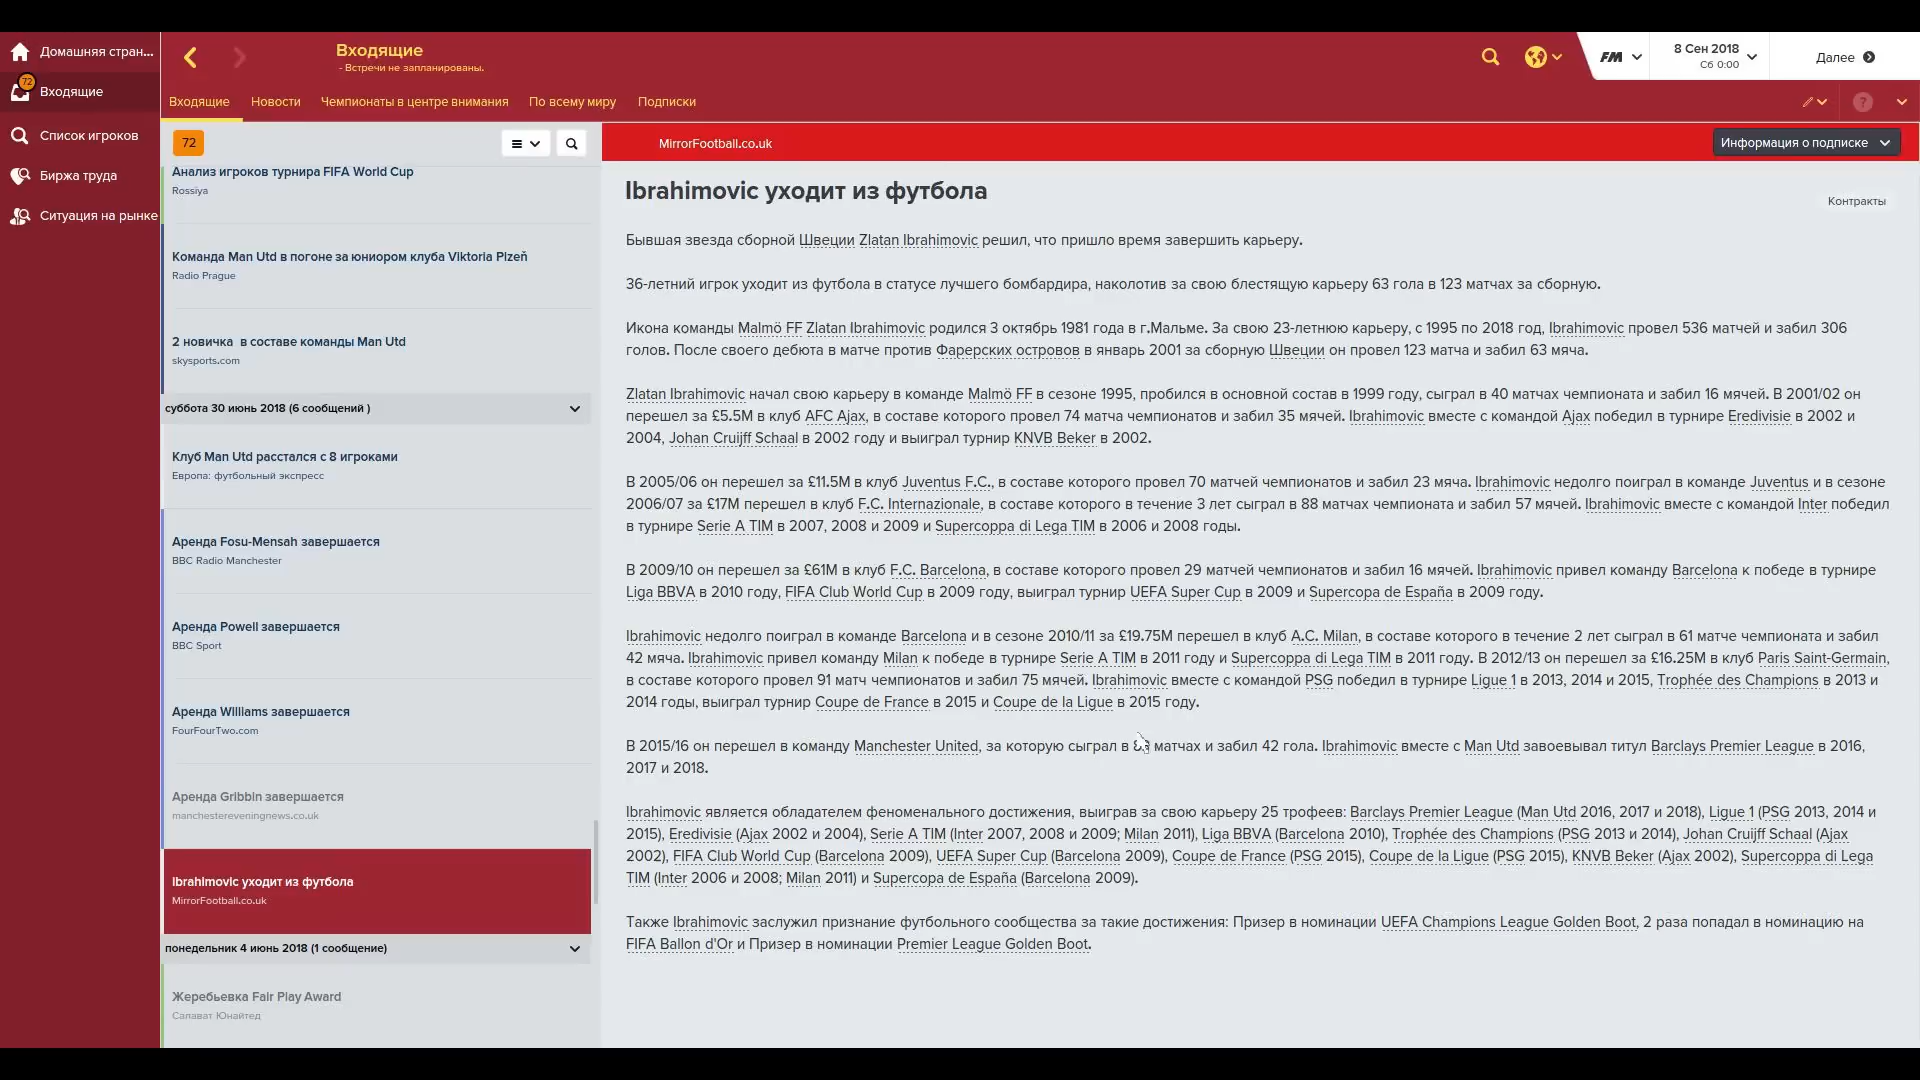 Домашняя стран...
72
Входящие
Список игроков
Биржа труда
Ситуация на рынке
Входящие
- Встречи не запланированы.
FM
8 Сен 2018
Сб 0:00
Далее
Входящие Новости Чемпионаты в центре внимания По всему миру Подписки
?
72
Анализ игроков турнира FIFA World Cup
Rossiya
Команда Man Utd в погоне за юниором клуба Viktoria Plzeň
Radio Prague
2 новичка в составе команды Man Utd
skysports.com
суббота 30 июнь 2018 (6 сообщений )
Клуб Man Utd расстался с 8 игроками
Европа: футбольный экспресс
Аренда Fosu-Mensah завершается
BBC Radio Manchester
Аренда Powell завершается
BBC Sport
Аренда Williams завершается
FourFourTwo.com
Аренда Gribbin завершается
manchestereveningnews.co.uk
Ibrahimovic уходит из футбола
MirrorFootball.co.uk
понедельник 4 июнь 2018 (1 сообщение)
Жеребьевка Fair Play Award
Салават Юнайтед
MirrorFootball.co.uk
Информация о подписке
Ibrahimovic уходит из футбола
Контракты
Бывшая звезда сборной Швеции Zlatan Ibrahimovic решил, что пришло время завершить карьеру.
36-летний игрок уходит из футбола в статусе лучшего бомбардира, наколотив за свою блестящую карьеру 63 гола в 123 матчах за сборную.
Икона команды Malmö FF Zlatan Ibrahimovic родился 3 октябрь 1981 года в г.Мальме. За свою 23-летнюю карьеру, с 1995 по 2018 год, Ibrahimovic провел 536 матчей и забил 306
голов. После своего дебюта в матче против Фарерских островов в январь 2001 за сборную Швеции он провел 123 матча и забил 63 мяча.
Zlatan Ibrahimovic начал свою карьеру в команде Malmö FF в сезоне 1995, пробился в основной состав в 1999 году, сыграл в 40 матчах чемпионата и забил 16 мячей. В 2001/02 он
перешел за £5.5M в клуб AFC Ajax, в составе которого провел 74 матча чемпионатов и забил 35 мячей. Ibrahimovic вместе с командой Ajax победил в турнире Eredivisie в 2002 и
2004, Johan Cruijff Schaal в 2002 году и выиграл турнир KNVB Beker в 2002.
В 2005/06 он перешел за £11.5M в клуб Juventus F.C., в составе которого провел 70 матчей чемпионатов и забил 23 мяча. Ibrahimovic недолго поиграл в команде Juventus и в сезоне
2006/07 за £17M перешел в клуб F.C. Internazionale, в составе которого в течение 3 лет сыграл в 88 матчах чемпионата и забил 57 мячей. Ibrahimovic вместе с командой Inter победил
в турнире Serie A TIM в 2007, 2008 и 2009 и Supercoppa di Lega TIM в 2006 и 2008 годы.
В 2009/10 он перешел за £61M в клуб F.C. Barcelona, в составе которого провел 29 матчей чемпионатов и забил 16 мячей. Ibrahimovic привел команду Barcelona к победе в турнире
Liga BBVA в 2010 году, FIFA Club World Cup в 2009 году, выиграл турнир UEFA Super Cup в 2009 и Supercopa de España в 2009 году.
Ibrahimovic недолго поиграл в команде Barcelona и в сезоне 2010/11 за £19.75M перешел в клуб A.C. Milan, в составе которого в течение 2 лет сыграл в 61 матче чемпионата и забил
42 мяча. Ibrahimovic привел команду Milan к победе в турнире Serie A TIM в 2011 году и Supercoppa di Lega TIM в 2011 году. В 2012/13 он перешел за £16.25M в клуб Paris Saint-Germain,
в составе которого провел 91 матч чемпионатов и забил 75 мячей. Ibrahimovic вместе с командой PSG победил в турнире Ligue 1 в 2013, 2014 и 2015, Trophée des Champions в 2013 и
2014 годы, выиграл турнир Coupe de France в 2015 и Coupe de la Ligue в 2015 году.
В 2015/16 он перешел в команду Manchester United, за которую сыграл в матчах и забил 42 гола. Ibrahimovic вместе с Man Utd завоевывал титул Barclays Premier League в 2016,
2017 и 2018.
Ibrahimovic является обладателем феноменального достижения, выиграв за свою карьеру 25 трофеев: Barclays Premier League (Man Utd 2016, 2017 и 2018), Ligue 1 (PSG 2013, 2014 и
2015), Eredivisie (Ajax 2002 и 2004), Serie A TIM (Inter 2007, 2008 и 2009; Milan 2011), Liga BBVA (Barcelona 2010), Trophée des Champions (PSG 2013 и 2014), Johan Cruijff Schaal (Ajax
2002), FIFA Club World Cup (Barcelona 2009), UEFA Super Cup (Barcelona 2009), Coupe de France (PSG 2015), Coupe de la Ligue (PSG 2015), KNVB Beker (Ajax 2002), Supercoppa di Lega
TIM (Inter 2006 и 2008; Milan 2011) и Supercopa de España (Barcelona 2009).
Также Ibrahimovic заслужил признание футбольного сообщества за такие достижения: Призер в номинации UEFA Champions League Golden Boot, 2 раза попадал в номинацию на
FIFA Ballon d'Or и Призер в номинации Premier League Golden Boot.